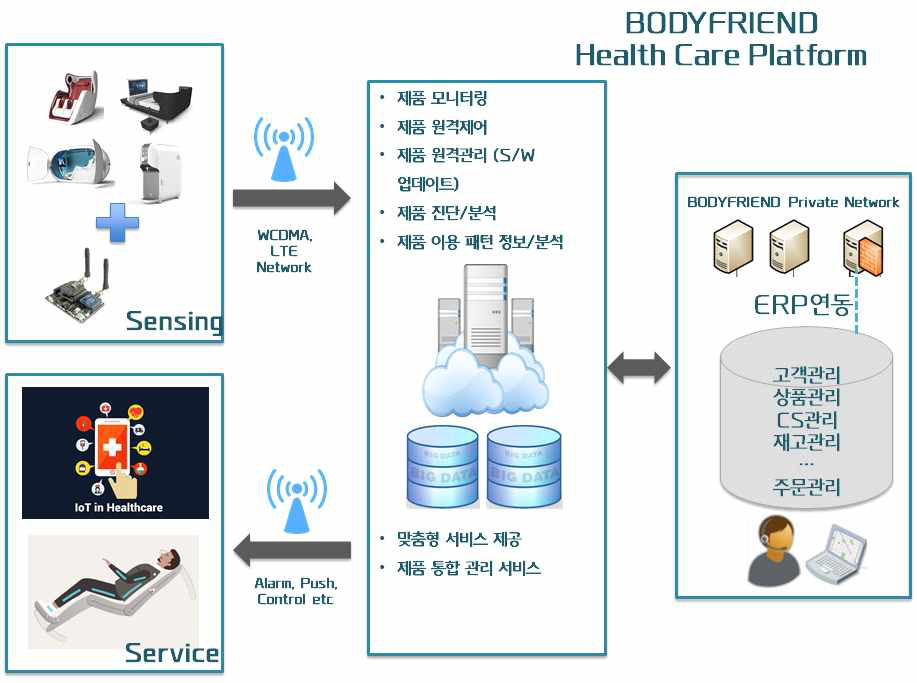 BODYFRIEND
Health Care Platform
Sensing
WCDMA,
LTE
Network
• 제품 모니터링
• 제품 원격제어
• 제품 원격관리 (S/W
업데이트)
• 제품 진단/분석
• 제품 이용 패턴 정보/분석
BIG DATA
BIG DATA
BIG DATA
BIG DATA
• 맞춤형 서비스 제공
• 제품 통합 관리 서비스
BODYFRIEND Private Network
ERP연동
고객관리
상품관리
CS관리
재고관리
...
주문관리
IoT in Healthcare
Service
Alarm, Push,
Control etc